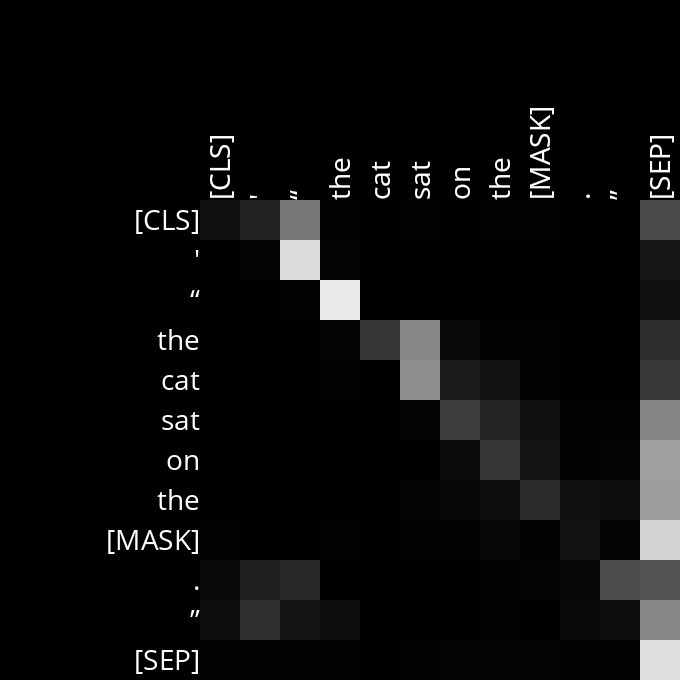 [CLS] ' “ the cat sat on the [MASK] . ” [SEP]
[CLS]
'
“
the
cat
sat
on
the
[MASK]
.
”
[SEP]